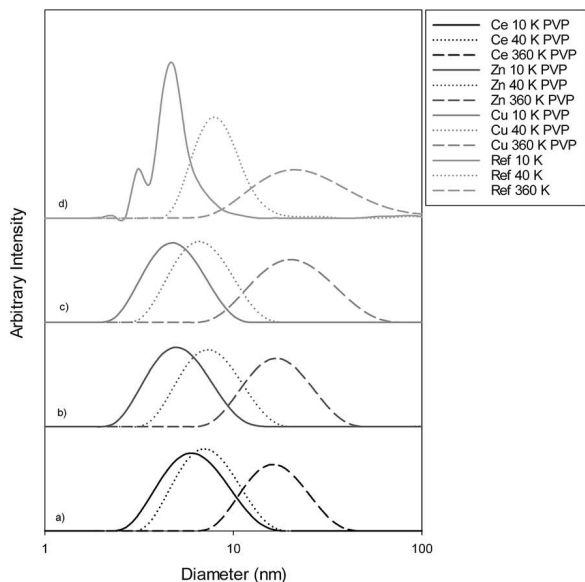 Ce 10 K PVP
Ce 40 K PVP
Ce 360 K PVP
Zn 10 K PVP
Zn 40 K PVP
Zn 360 K PVP
Cu 10 K PVP
Cu 40 K PVP
Cu 360 K PVP
Ref 10 K
Ref 40 K
Ref 360 K
Arbitrary Intensity
d)
c)
b)
a)
1
10
100
Diameter (nm)